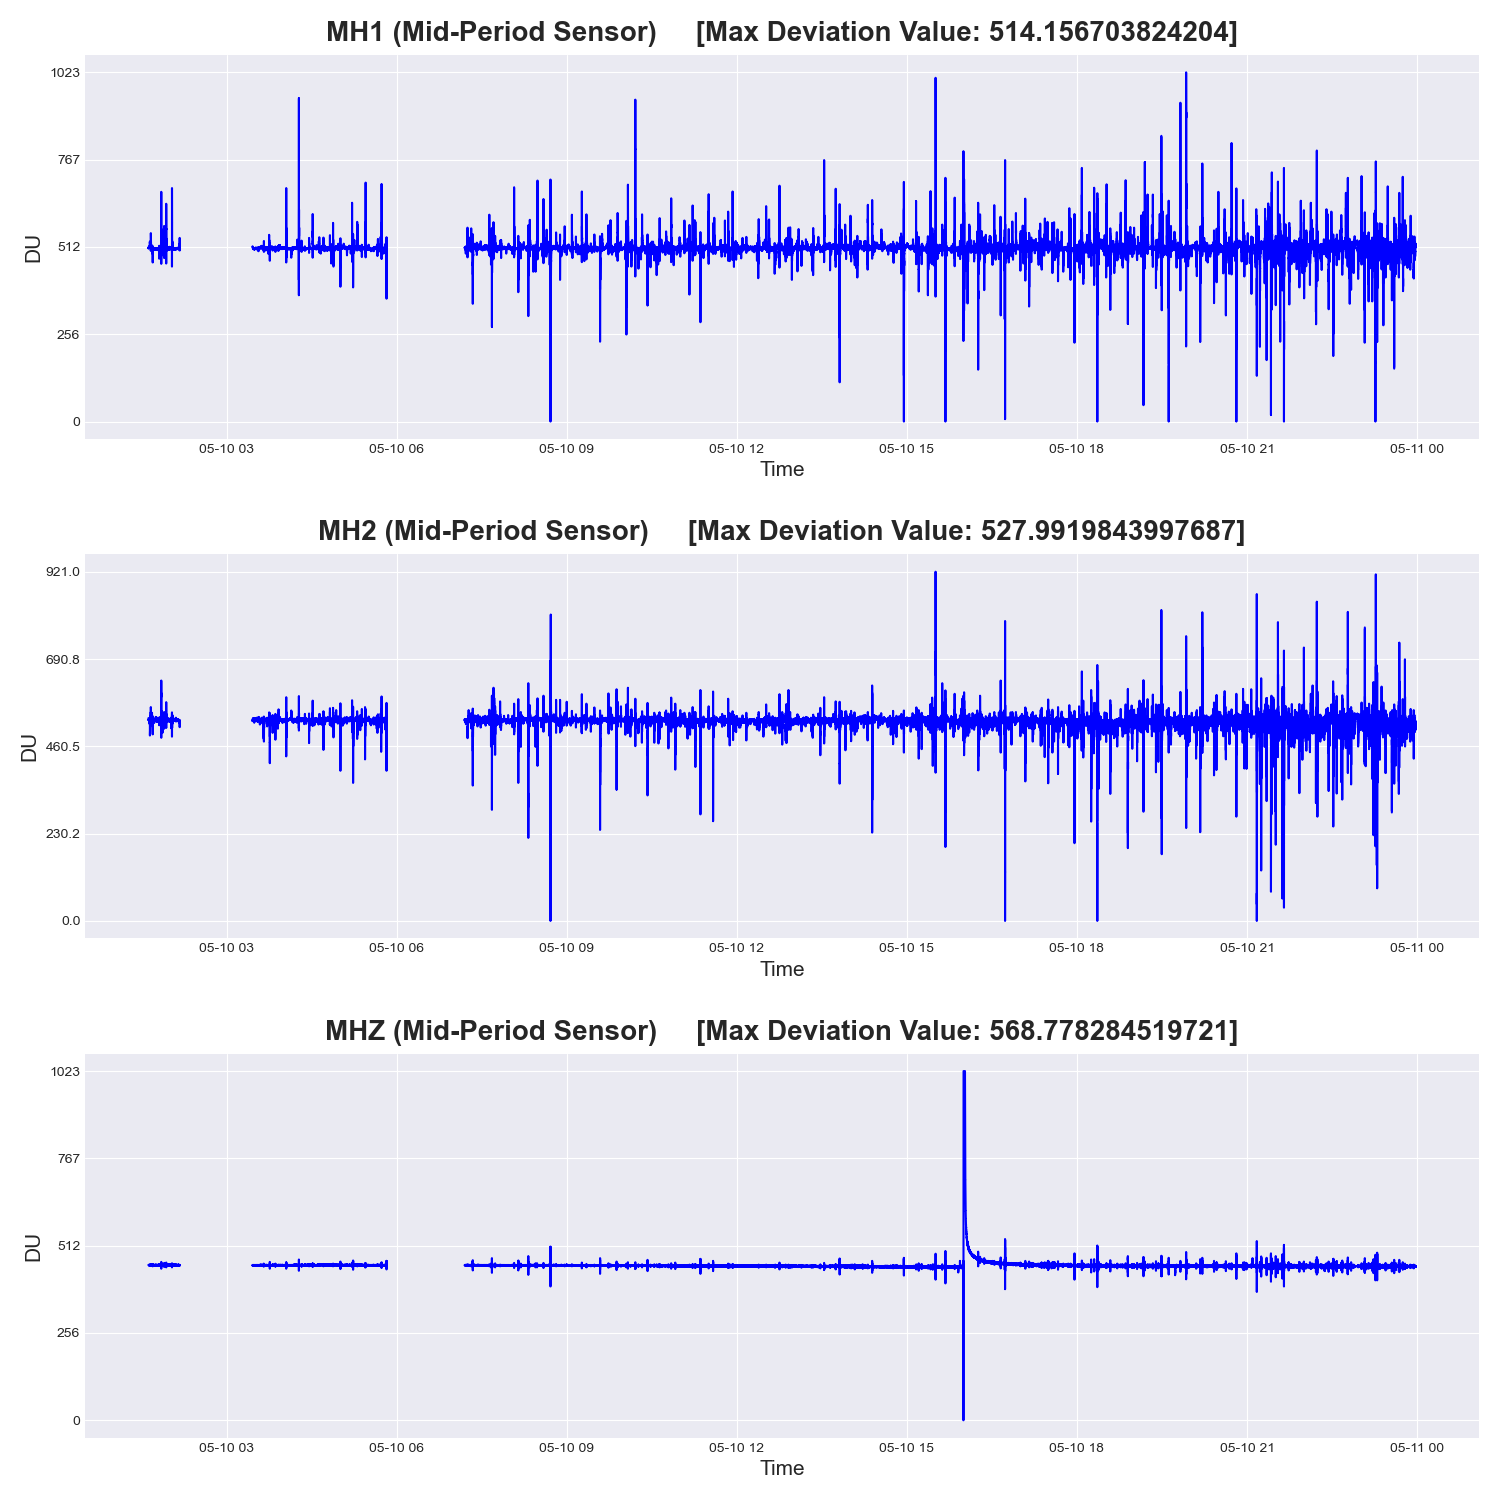 MH1 (Mid-Period Sensor) [Max Deviation Value: 514.156703824204]
1023
767
512
256
0
DU
05-10 03 05-10 06 05-10 09 05-10 12 05-10 15 05-10 18 05-10 21 05-11 00
Time
MH2 (Mid-Period Sensor) [Max Deviation Value: 527.9919843997687]
921.0
690.8
460.5
230.2
0.0
DU
05-10 03 05-10 06 05-10 09 05-10 12 05-10 15 05-10 18 05-10 21 05-11 00
Time
MHZ (Mid-Period Sensor) [Max Deviation Value: 568.778284519721]
1023
767
512
256
0
DU
05-10 03 05-10 06 05-10 09 05-10 12 05-10 15 05-10 18 05-10 21 05-11 00
Time